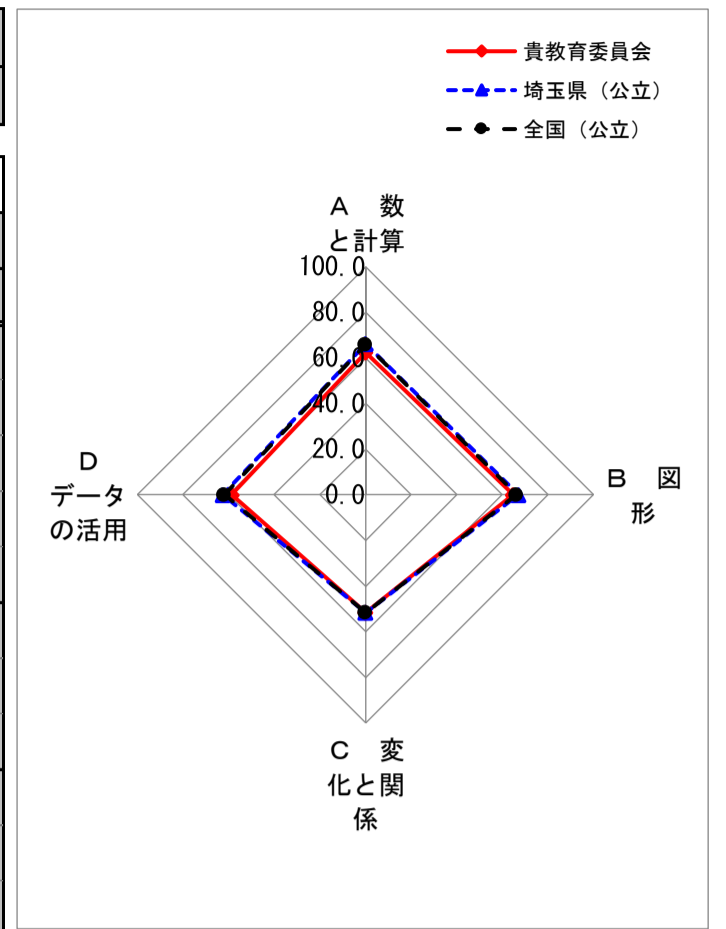 貴教育委員会
埼玉県（公立）
全国（公立）
Ａ　数
と計算
100.0
80.0
60.0
40.0
20.0
0.0
Ｂ　図
形
Ｃ　変
化と関
係
Ｄ
データ
の活用